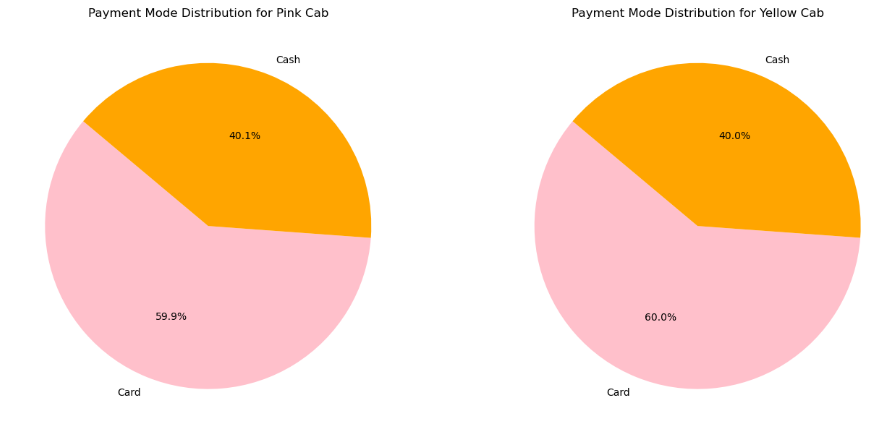 Payment Mode Distribution for Pink Cab
Cash
40.1%
59.9%
Card
Payment Mode Distribution for Yellow Cab
Cash
40.0%
60.0%
Card